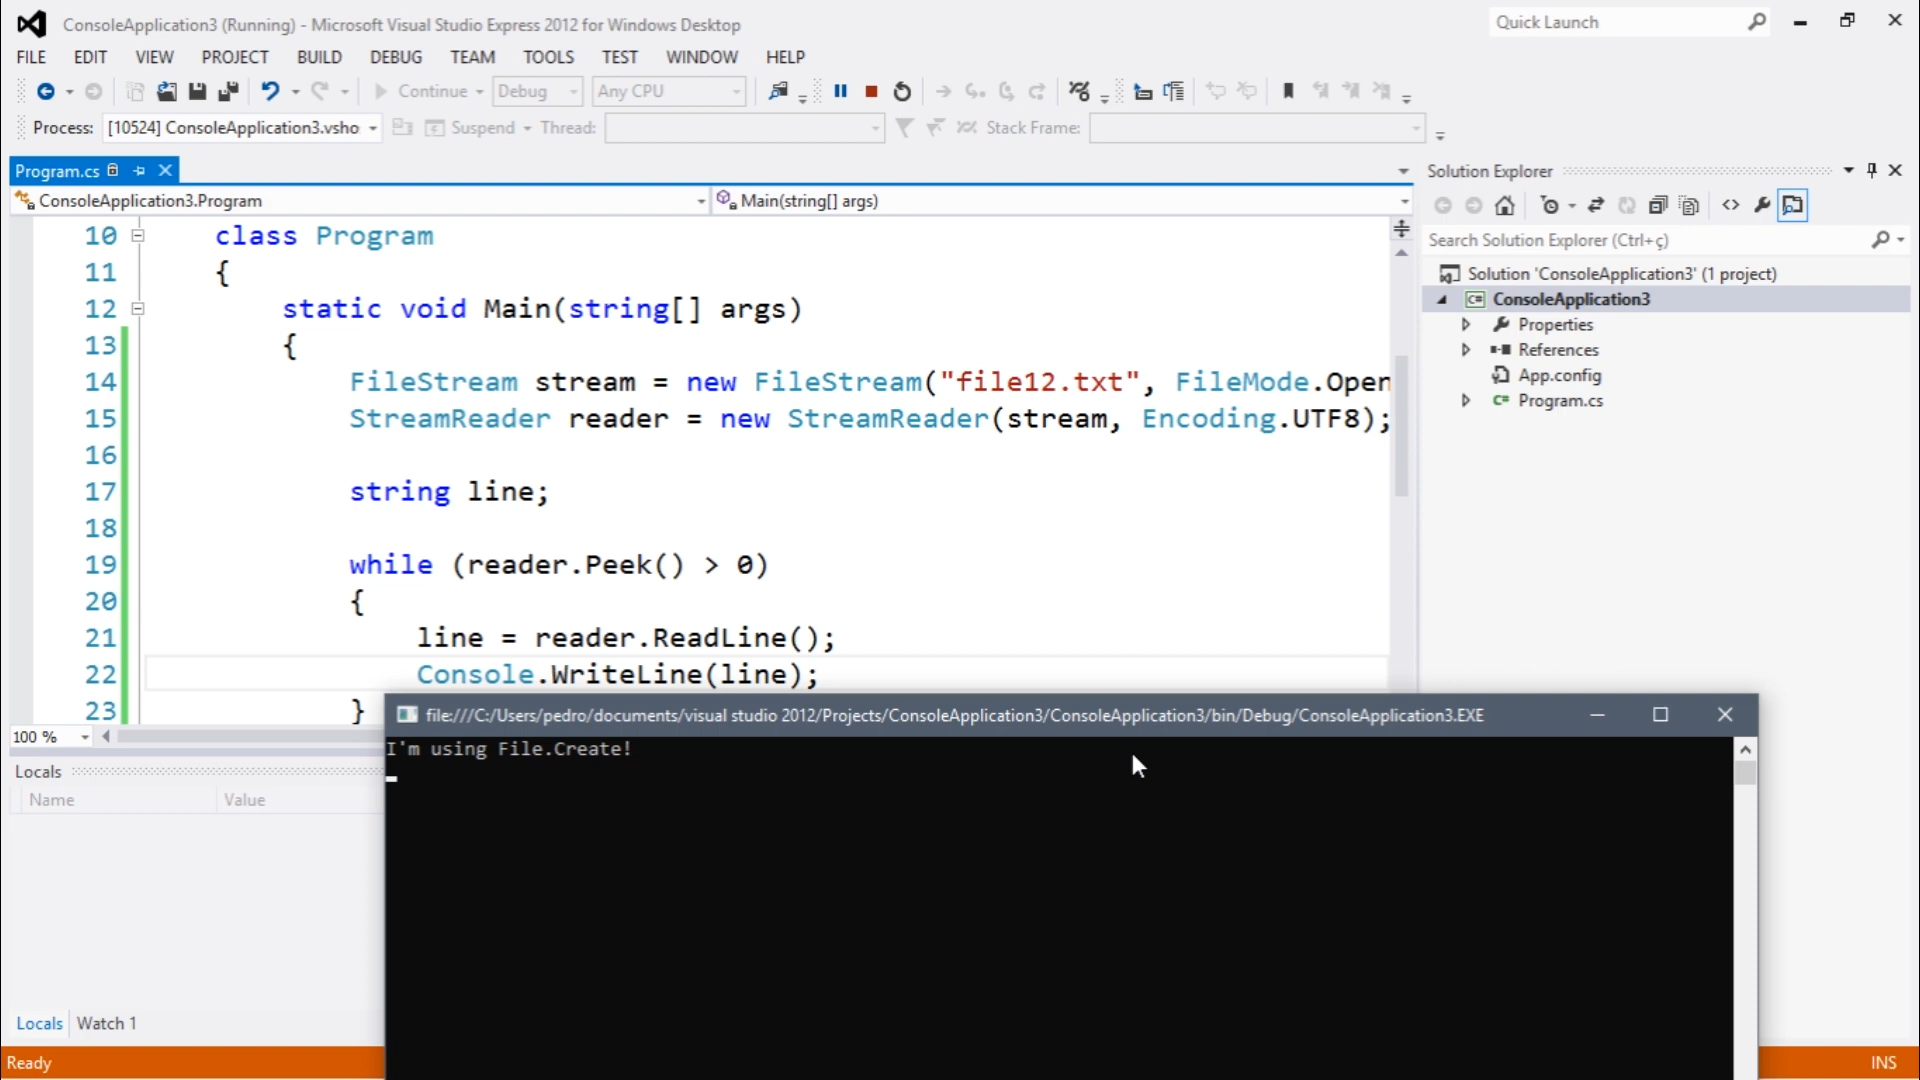 ConsoleApplication3 (Running) - Microsoft Visual Studio Express 2012 for Windows Desktop
Quick Launch
FILE EDIT VIEW PROJECT BUILD DEBUG TEAM TOOLS TEST WINDOW HELP
Continue Debug Any CPU
Process: [10524] ConsoleApplication3.vsho Suspend Thread: Stack Frame:
Program.cs
ConsoleApplication3.Program Main(string[] args)
10 class Program
11 {
12 static void Main(string[] args)
13 {
14 FileStream stream = new FileStream("file12.txt", FileMode.Open
15 StreamReader reader = new StreamReader(stream, Encoding.UTF8);
16
17 string line;
18
19 while (reader.Peek() > 0)
20 {
21 line = reader.ReadLine();
22 Console.WriteLine(line);
23 }
100 %
Locals
Name Value
Locals Watch 1
Ready
INS
Solution Explorer
Search Solution Explorer (Ctrl+ç)
Solution 'ConsoleApplication3' (1 project)
C# ConsoleApplication3
Properties
References
App.config
C# Program.cs
file:///C:/Users/pedro/documents/visual studio 2012/Projects/ConsoleApplication3/ConsoleApplication3/bin/Debug/ConsoleApplication3.EXE
I'm using File.Create!